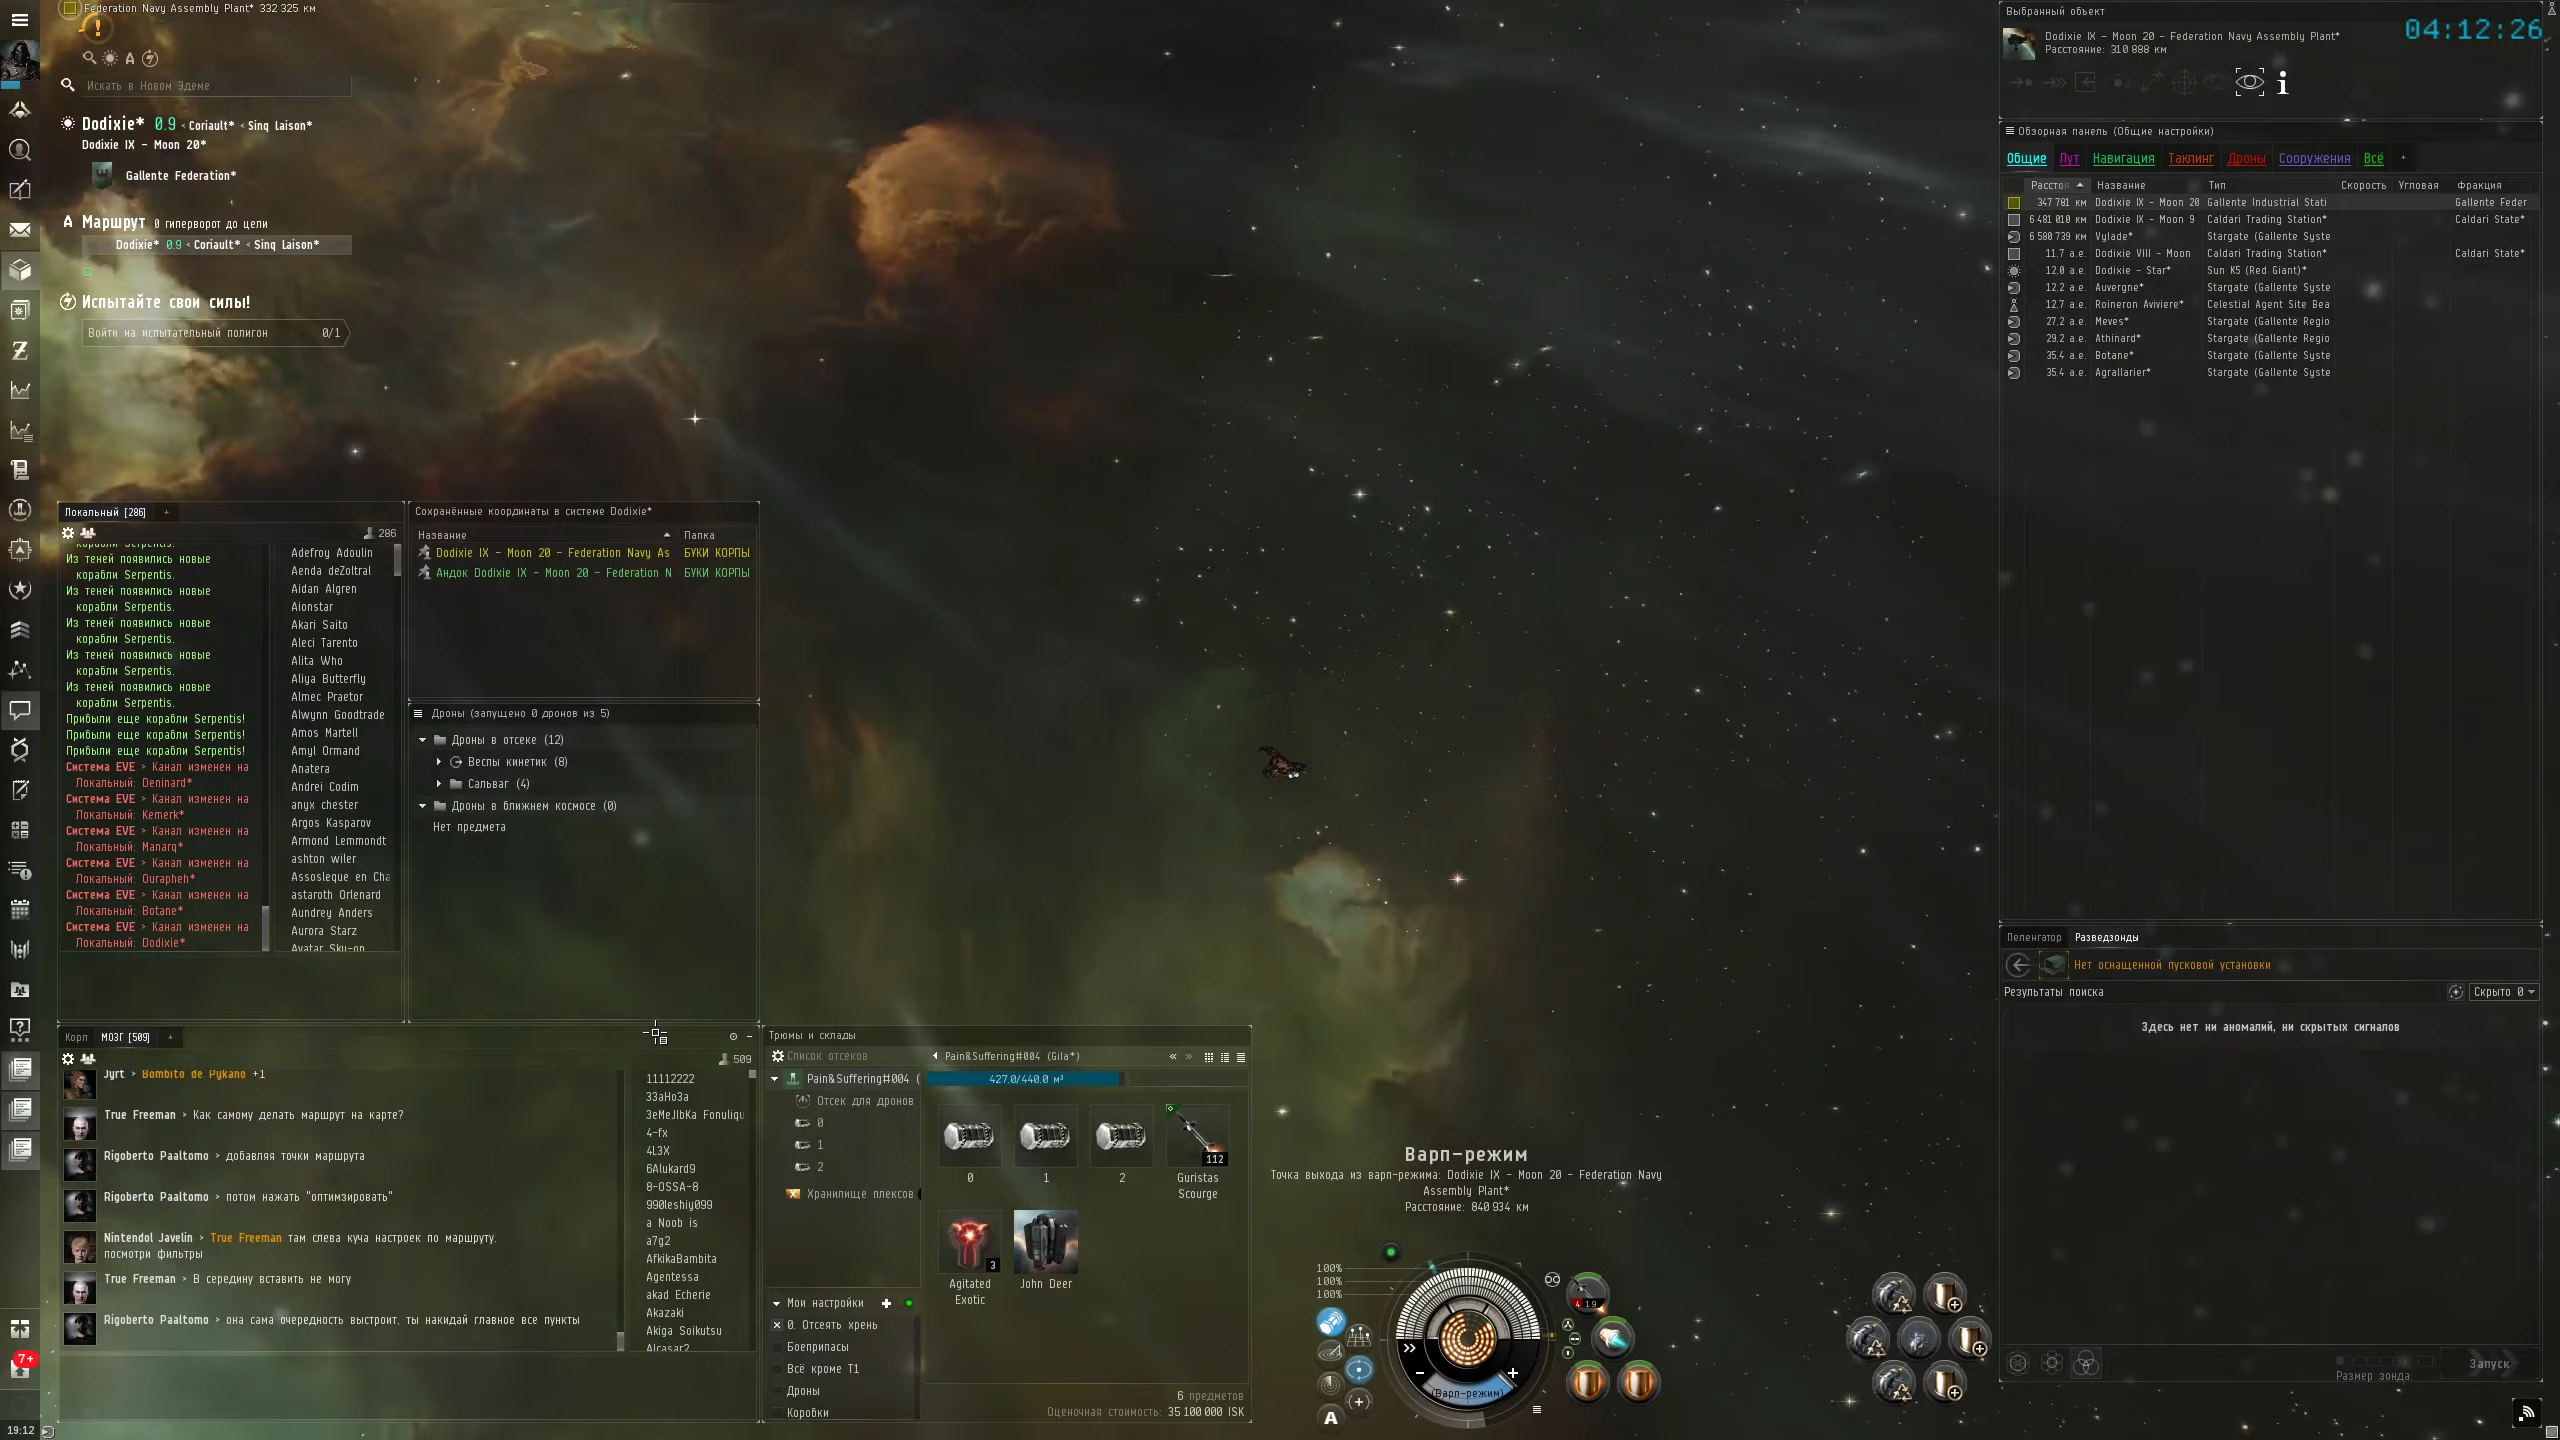 Federation Navy Assembly Plant* 332 325 км
Искать в Новом Эдеме
Dodixie* 0.9 < Coriault* < Sinq Laison*
Dodixie IX - Moon 20*
Gallente Federation*
Маршрут 0 гиперворот до цели
Dodixie* 0.9 < Coriault* < Sinq Laison*
Испытайте свои силы!
Войти на испытательный полигон 0/1
Выбранный объект
04:12:26
Dodixie IX - Moon 20 - Federation Navy Assembly Plant*
Расстояние: 310 888 км
Обзорная панель (Общие настройки)
Общие Лут Навигация Таклинг Дроны Сооружения Всё +
Рассто Название Тип Скорость Угловая Фракция
347 781 км Dodixie IX - Moon 20 Gallente Industrial Stati Gallente Feder
6 481 010 км Dodixie IX - Moon 9 Caldari Trading Station* Caldari State*
6 580 739 км Vylade* Stargate (Gallente Syste
11,7 а.е. Dodixie VIII - Moon Caldari Trading Station* Caldari State*
12,0 а.е. Dodixie - Star* Sun K5 (Red Giant)*
12,2 а.е. Auvergne* Stargate (Gallente Syste
12,7 а.е. Roineron Aviviere* Celestial Agent Site Bea
27,2 а.е. Meves* Stargate (Gallente Regio
29,2 а.е. Athinard* Stargate (Gallente Regio
35,4 а.е. Botane* Stargate (Gallente Syste
35,4 а.е. Agrallarier* Stargate (Gallente Syste
Локальный [286] +
286
корабли Serpentis.
Из теней появились новые
корабли Serpentis.
Из теней появились новые
корабли Serpentis.
Из теней появились новые
корабли Serpentis.
Из теней появились новые
корабли Serpentis.
Из теней появились новые
корабли Serpentis.
Прибыли еще корабли Serpentis!
Прибыли еще корабли Serpentis!
Прибыли еще корабли Serpentis!
Система EVE > Канал изменен на
Локальный: Deninard*
Система EVE > Канал изменен на
Локальный: Kemerk*
Система EVE > Канал изменен на
Локальный: Manarq*
Система EVE > Канал изменен на
Локальный: Ourapheh*
Система EVE > Канал изменен на
Локальный: Botane*
Система EVE > Канал изменен на
Локальный: Dodixie*
Adefroy Adoulin
Aenda deZoltral
Aidan Algren
Aionstar
Akari Saito
Aleci Tarento
Alita Who
Aliya Butterfly
Almec Praetor
Alwynn Goodtrade
Amos Martell
Amyl Ormand
Anatera
Andrei Codim
anyx chester
Argos Kasparov
Armond Lemmondt
ashton wiler
Assosleque en Cha
astaroth Orlenard
Aundrey Anders
Aurora Starz
Avatar Sku-on
Сохранённые координаты в системе Dodixie*
Название Папка
Dodixie IX - Moon 20 - Federation Navy As БУКИ КОРПЫ
Андок Dodixie IX - Moon 20 - Federation N БУКИ КОРПЫ
Дроны (запущено 0 дронов из 5)
Дроны в отсеке (12)
Веспы кинетик (8)
Сальваг (4)
Дроны в ближнем космосе (0)
Нет предмета
Корп МОЗГ [509] +
509
Jyrt > Bombito de Pykano +1
True Freeman > Как самому делать маршрут на карте?
Rigoberto Paaltomo > добавляя точки маршрута
Rigoberto Paaltomo > потом нажать "оптимзировать"
Nintendol Javelin > True Freeman там слева куча настроек по маршруту.
посмотри фильтры
True Freeman > В середину вставить не могу
Rigoberto Paaltomo > она сама очередность выстроит, ты накидай главное все пункты
11112222
33aHo3a
3eMeJIbKa Fonuliqu
4-fx
4L3X
6Alukard9
8-OSSA-8
990leshiy099
a Noob is
a7g2
AfkikaBambita
Agentessa
akad Echerie
Akazaki
Akiga Soikutsu
Alcasar2
Трюмы и склады
Список отсеков
Pain&Suffering#004 (Gila*)
Pain&Suffering#004 (
427,0/440,0 м³
Отсек для дронов
0
1
2
Хранилище плексов
0 1 2
112
Guristas
Scourge
3
Agitated
Exotic
John Deer
Мои настройки
0. Отсеять хрень
Боеприпасы
Всё кроме Т1
Дроны
Коробки
6 предметов
Оценочная стоимость: 35 100 000 ISK
Варп-режим
Точка выхода из варп-режима: Dodixie IX - Moon 20 - Federation Navy
Assembly Plant*
Расстояние: 840 934 км
100%
100%
100%
4 19
(Варп-режим)
A
Пеленгатор Разведзонды
Нет оснащенной пусковой установки
Результаты поиска Скрыто 0
Здесь нет ни аномалий, ни скрытых сигналов
Запуск
Размер зонда:
7+
19:12